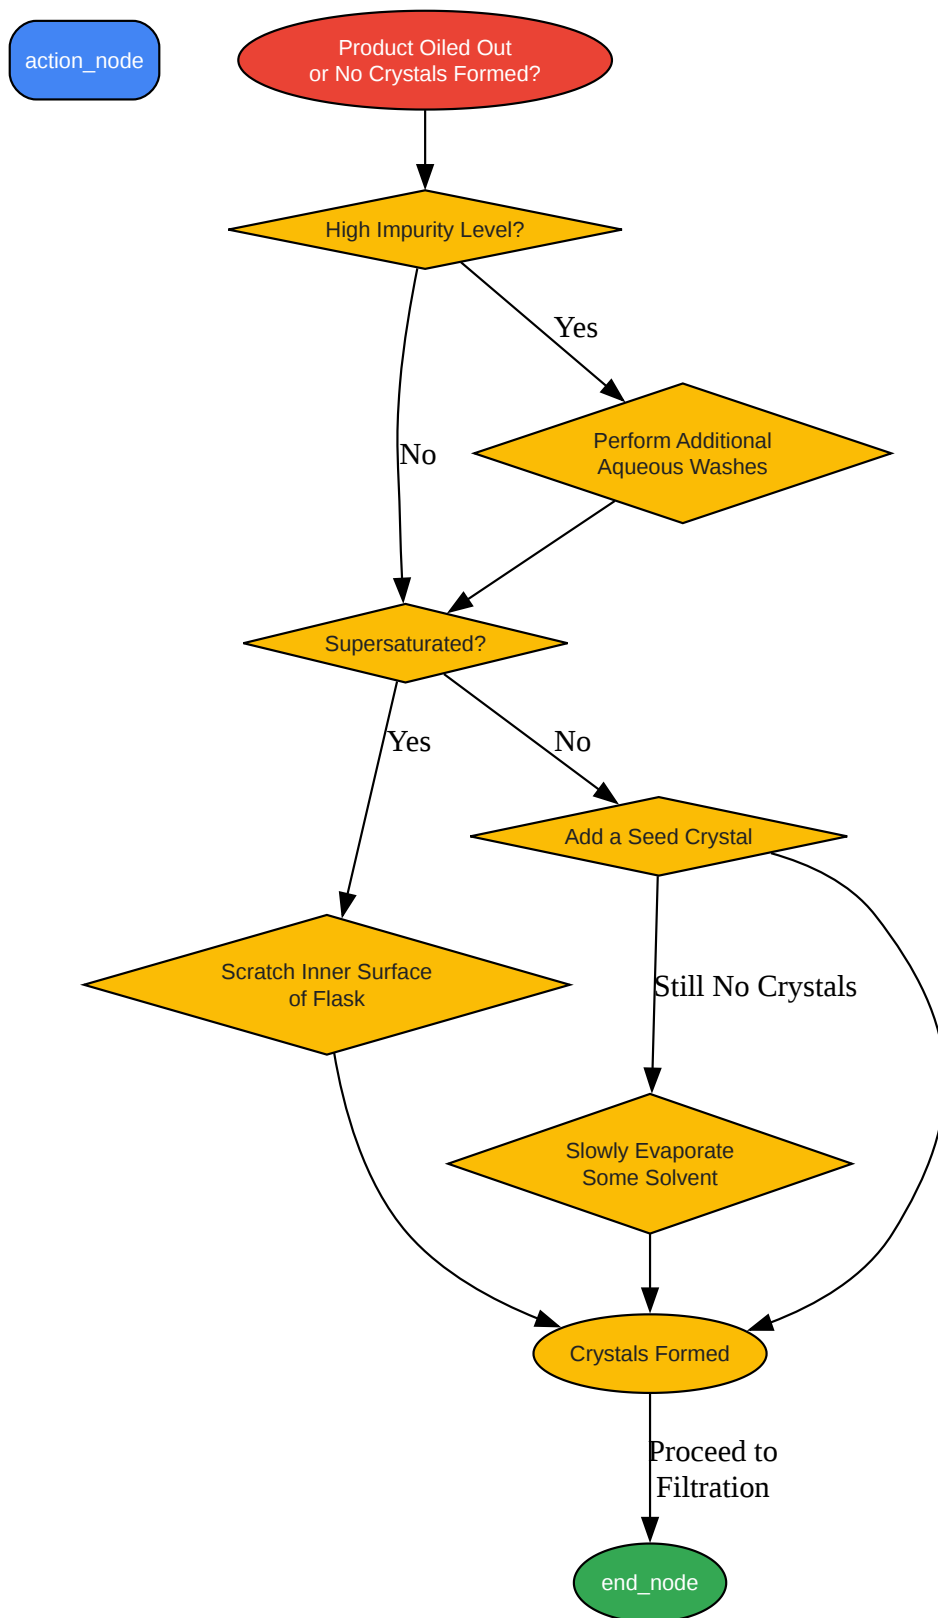 action_node
Product Oiled Out
or No Crystals Formed?
High Impurity Level?
Yes
No
Perform Additional
Aqueous Washes
Supersaturated?
Yes
No
Add a Seed Crystal
Scratch Inner Surface
of Flask
Still No Crystals
Slowly Evaporate
Some Solvent
Crystals Formed
Proceed to
Filtration
end_node